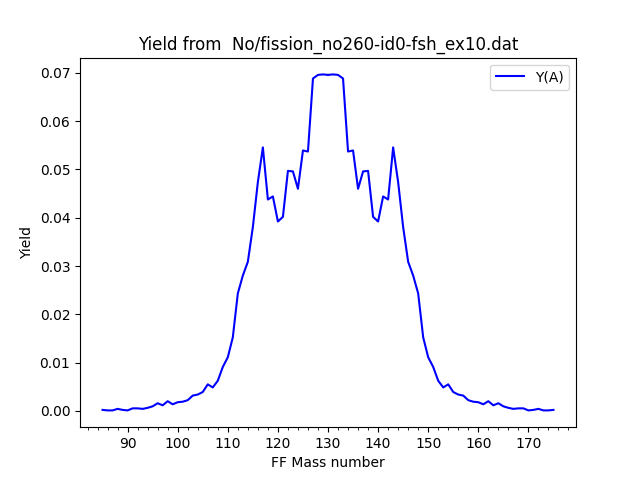 Yield from  No/fission_no260-id0-fsh_ex10.dat
Y(A)
0.07
0.06
0.05
0.04
0.03
0.02
0.01
0.00
Yield
90 100 110 120 130 140 150 160 170
FF Mass number